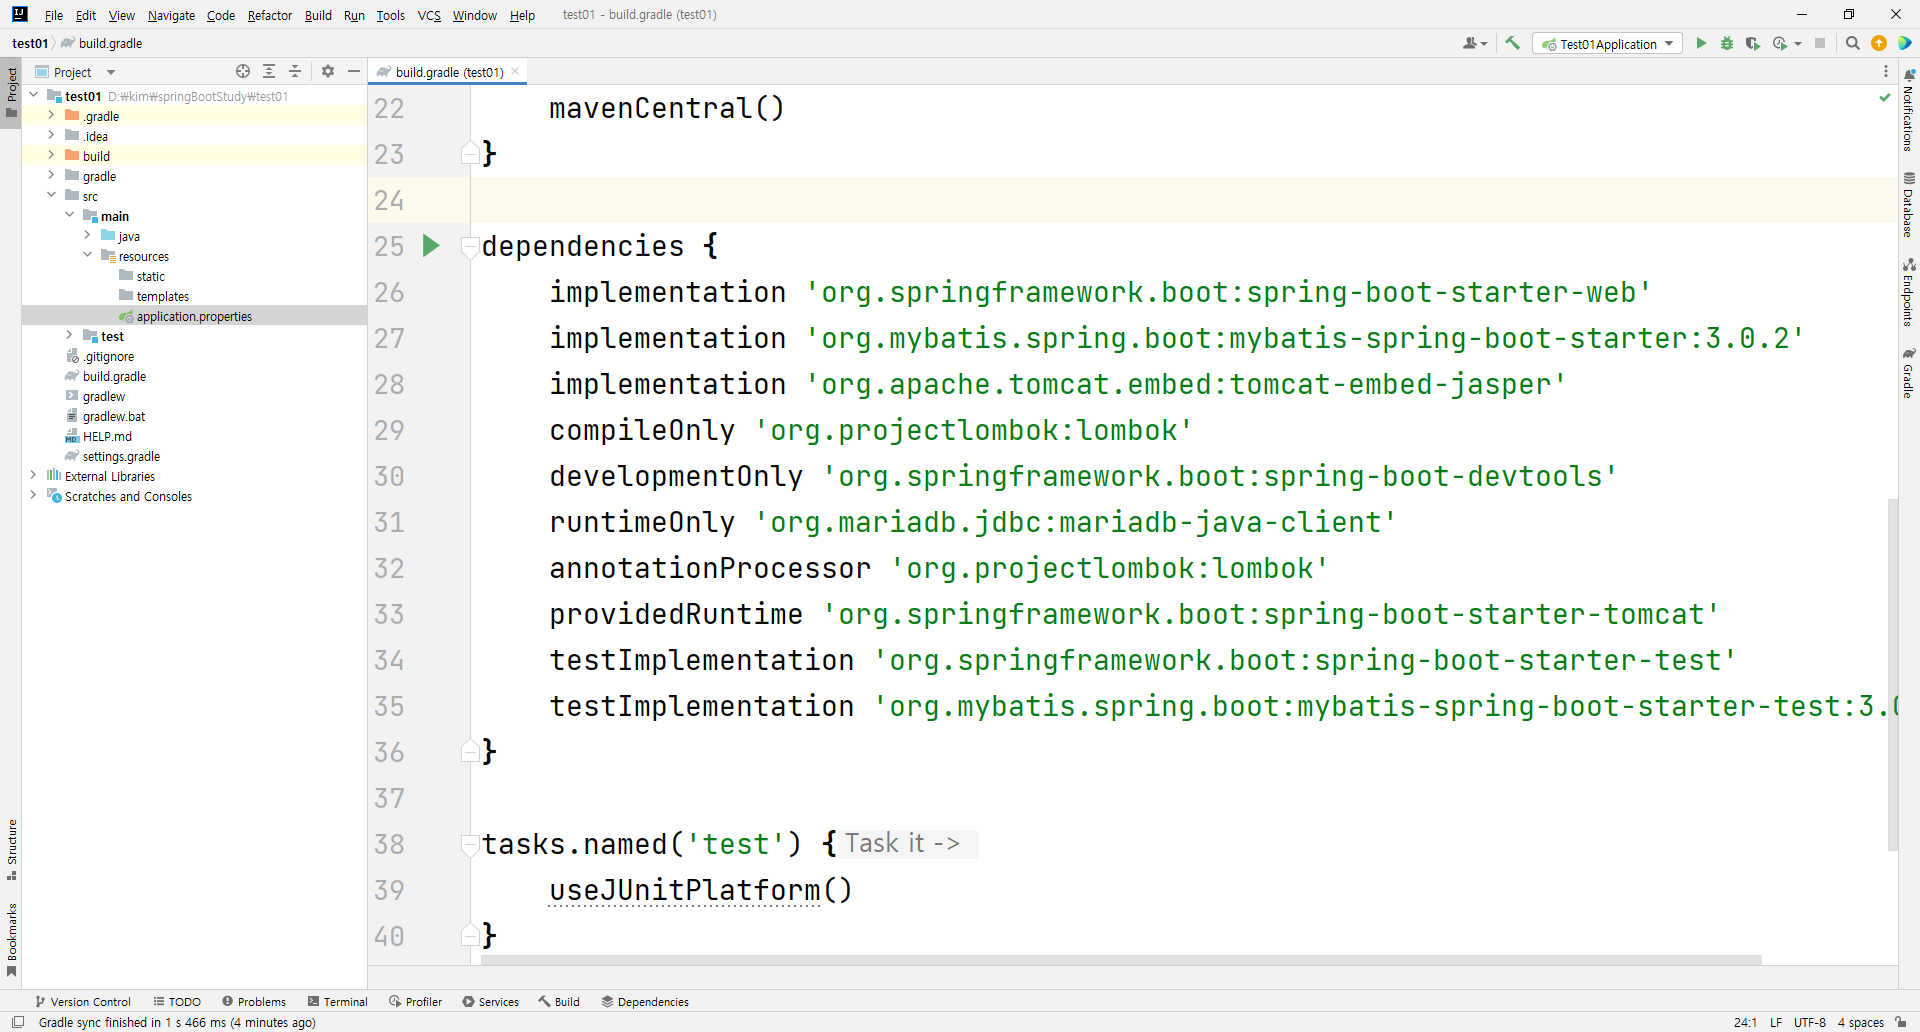 File Edit View Navigate Code Refactor Build Run Tools VCS Window Help test01 - build.gradle (test01)
test01 build.gradle
Test01Application
Project
Project
build.gradle (test01)
test01 D:₩kim₩springBootStudy₩test01
.gradle
.idea
build
gradle
src
main
java
resources
static
templates
application.properties
test
.gitignore
build.gradle
gradlew
gradlew.bat
HELP.md
settings.gradle
External Libraries
Scratches and Consoles
22 mavenCentral()
23 }
24
25 dependencies {
26 implementation 'org.springframework.boot:spring-boot-starter-web'
27 implementation 'org.mybatis.spring.boot:mybatis-spring-boot-starter:3.0.2'
28 implementation 'org.apache.tomcat.embed:tomcat-embed-jasper'
29 compileOnly 'org.projectlombok:lombok'
30 developmentOnly 'org.springframework.boot:spring-boot-devtools'
31 runtimeOnly 'org.mariadb.jdbc:mariadb-java-client'
32 annotationProcessor 'org.projectlombok:lombok'
33 providedRuntime 'org.springframework.boot:spring-boot-starter-tomcat'
34 testImplementation 'org.springframework.boot:spring-boot-starter-test'
35 testImplementation 'org.mybatis.spring.boot:mybatis-spring-boot-starter-test:3.0
36 }
37
38 tasks.named('test') { Task it ->
39 useJUnitPlatform()
40 }
Notifications
Database
Endpoints
Gradle
Structure
Bookmarks
Version Control TODO Problems Terminal Profiler Services Build Dependencies
Gradle sync finished in 1 s 466 ms (4 minutes ago) 24:1 LF UTF-8 4 spaces